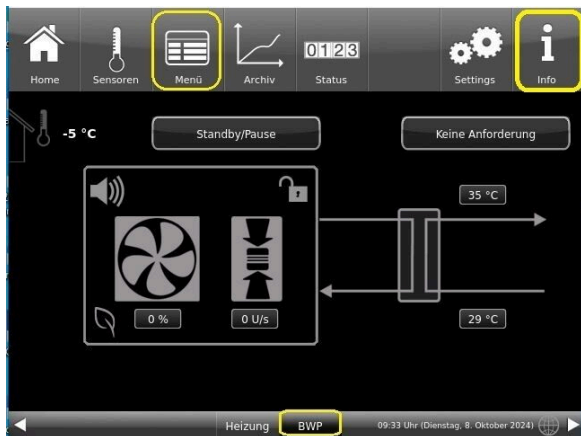 0123
Home Sensoren Menü Archiv Status Settings Info
-5 °C Standby/Pause Keine Anforderung
35 °C
0 % 0 U/s 29 °C
Heizung BWP 09:33 Uhr (Dienstag, 8. Oktober 2024)